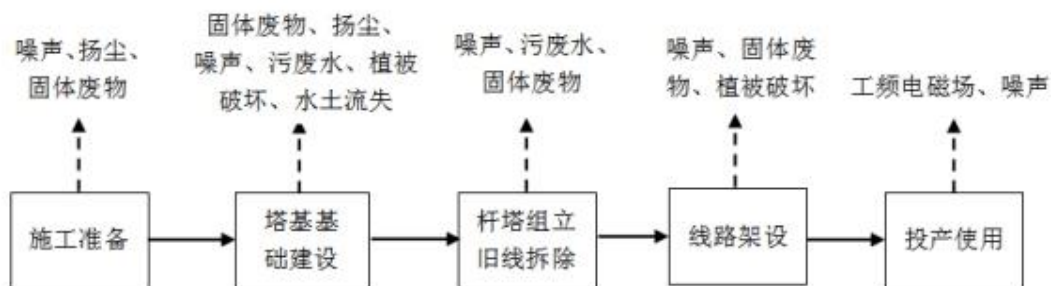 噪声、扬尘、
固体废物
固体废物、扬尘、
噪声、污废水、植被
破坏、水土流失
噪声、污废水、
固体废物
噪声、固体废
物、植被破坏
工频电磁场、噪声
施工准备
塔基基
础建设
杆塔组立
旧线拆除
线路架设
投产使用